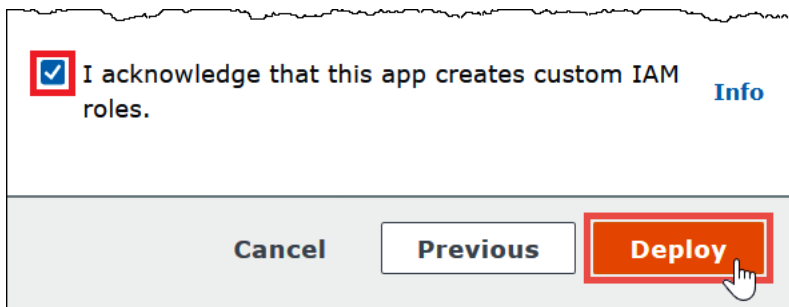 I acknowledge that this app creates custom IAM
roles.
Info
Cancel
Previous
Deploy